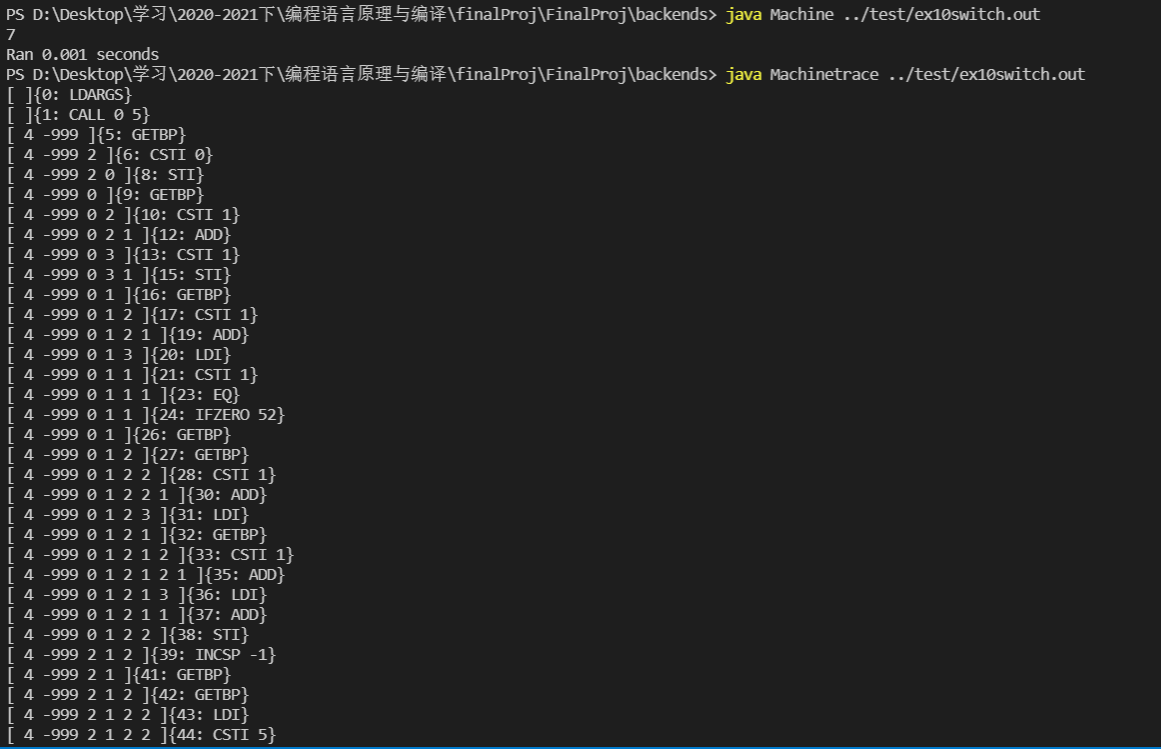 PS D:\Desktop\学习\2020-2021下\编程语言原理与编译\finalProj\FinalProj\backends> java Machine ../test/ex10switch.out
7
Ran 0.001 seconds
PS D:\Desktop\学习\2020-2021下\编程语言原理与编译\finalProj\FinalProj\backends> java Machinetrace ../test/ex10switch.out
[ ]{0: LDARGS}
[ ]{1: CALL 0 5}
[ 4 -999 ]{5: GETBP}
[ 4 -999 2 ]{6: CSTI 0}
[ 4 -999 2 0 ]{8: STI}
[ 4 -999 0 ]{9: GETBP}
[ 4 -999 0 2 ]{10: CSTI 1}
[ 4 -999 0 2 1 ]{12: ADD}
[ 4 -999 0 3 ]{13: CSTI 1}
[ 4 -999 0 3 1 ]{15: STI}
[ 4 -999 0 1 ]{16: GETBP}
[ 4 -999 0 1 2 ]{17: CSTI 1}
[ 4 -999 0 1 2 1 ]{19: ADD}
[ 4 -999 0 1 3 ]{20: LDI}
[ 4 -999 0 1 1 ]{21: CSTI 1}
[ 4 -999 0 1 1 1 ]{23: EQ}
[ 4 -999 0 1 1 ]{24: IFZERO 52}
[ 4 -999 0 1 ]{26: GETBP}
[ 4 -999 0 1 2 ]{27: GETBP}
[ 4 -999 0 1 2 2 ]{28: CSTI 1}
[ 4 -999 0 1 2 2 1 ]{30: ADD}
[ 4 -999 0 1 2 3 ]{31: LDI}
[ 4 -999 0 1 2 1 ]{32: GETBP}
[ 4 -999 0 1 2 1 2 ]{33: CSTI 1}
[ 4 -999 0 1 2 1 2 1 ]{35: ADD}
[ 4 -999 0 1 2 1 3 ]{36: LDI}
[ 4 -999 0 1 2 1 1 ]{37: ADD}
[ 4 -999 0 1 2 2 ]{38: STI}
[ 4 -999 2 1 2 ]{39: INCSP -1}
[ 4 -999 2 1 ]{41: GETBP}
[ 4 -999 2 1 2 ]{42: GETBP}
[ 4 -999 2 1 2 2 ]{43: LDI}
[ 4 -999 2 1 2 2 ]{44: CSTI 5}